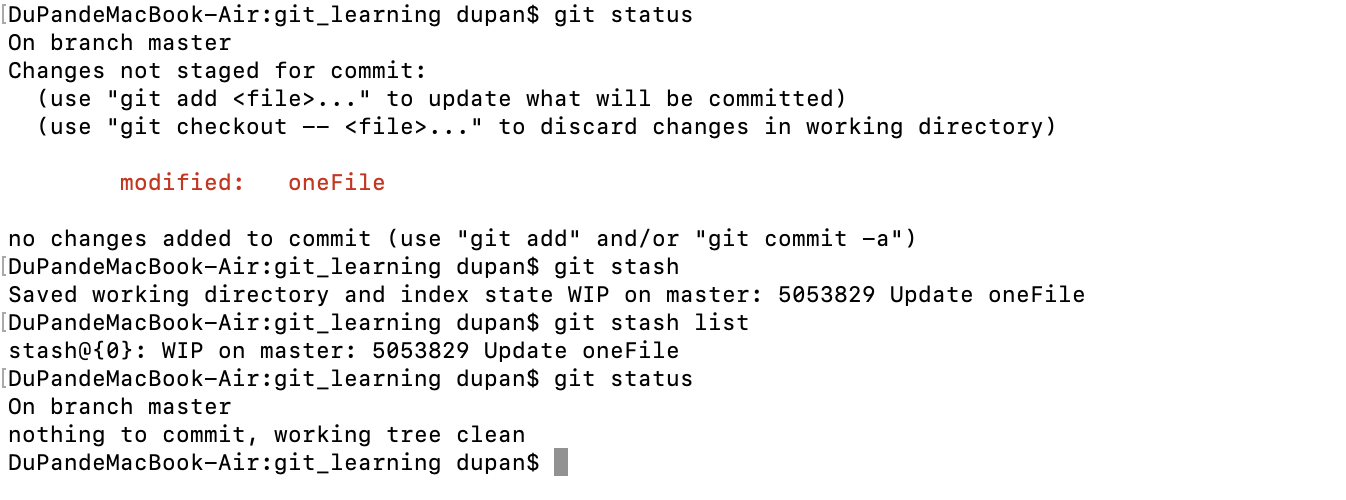 [DuPandeMacBook-Air:git_learning dupan$ git status
On branch master
Changes not staged for commit:
  (use "git add <file>..." to update what will be committed)
  (use "git checkout -- <file>..." to discard changes in working directory)
        modified:   oneFile
no changes added to commit (use "git add" and/or "git commit -a")
[DuPandeMacBook-Air:git_learning dupan$ git stash
Saved working directory and index state WIP on master: 5053829 Update oneFile
[DuPandeMacBook-Air:git_learning dupan$ git stash list
stash@{0}: WIP on master: 5053829 Update oneFile
[DuPandeMacBook-Air:git_learning dupan$ git status
On branch master
nothing to commit, working tree clean
DuPandeMacBook-Air:git_learning dupan$